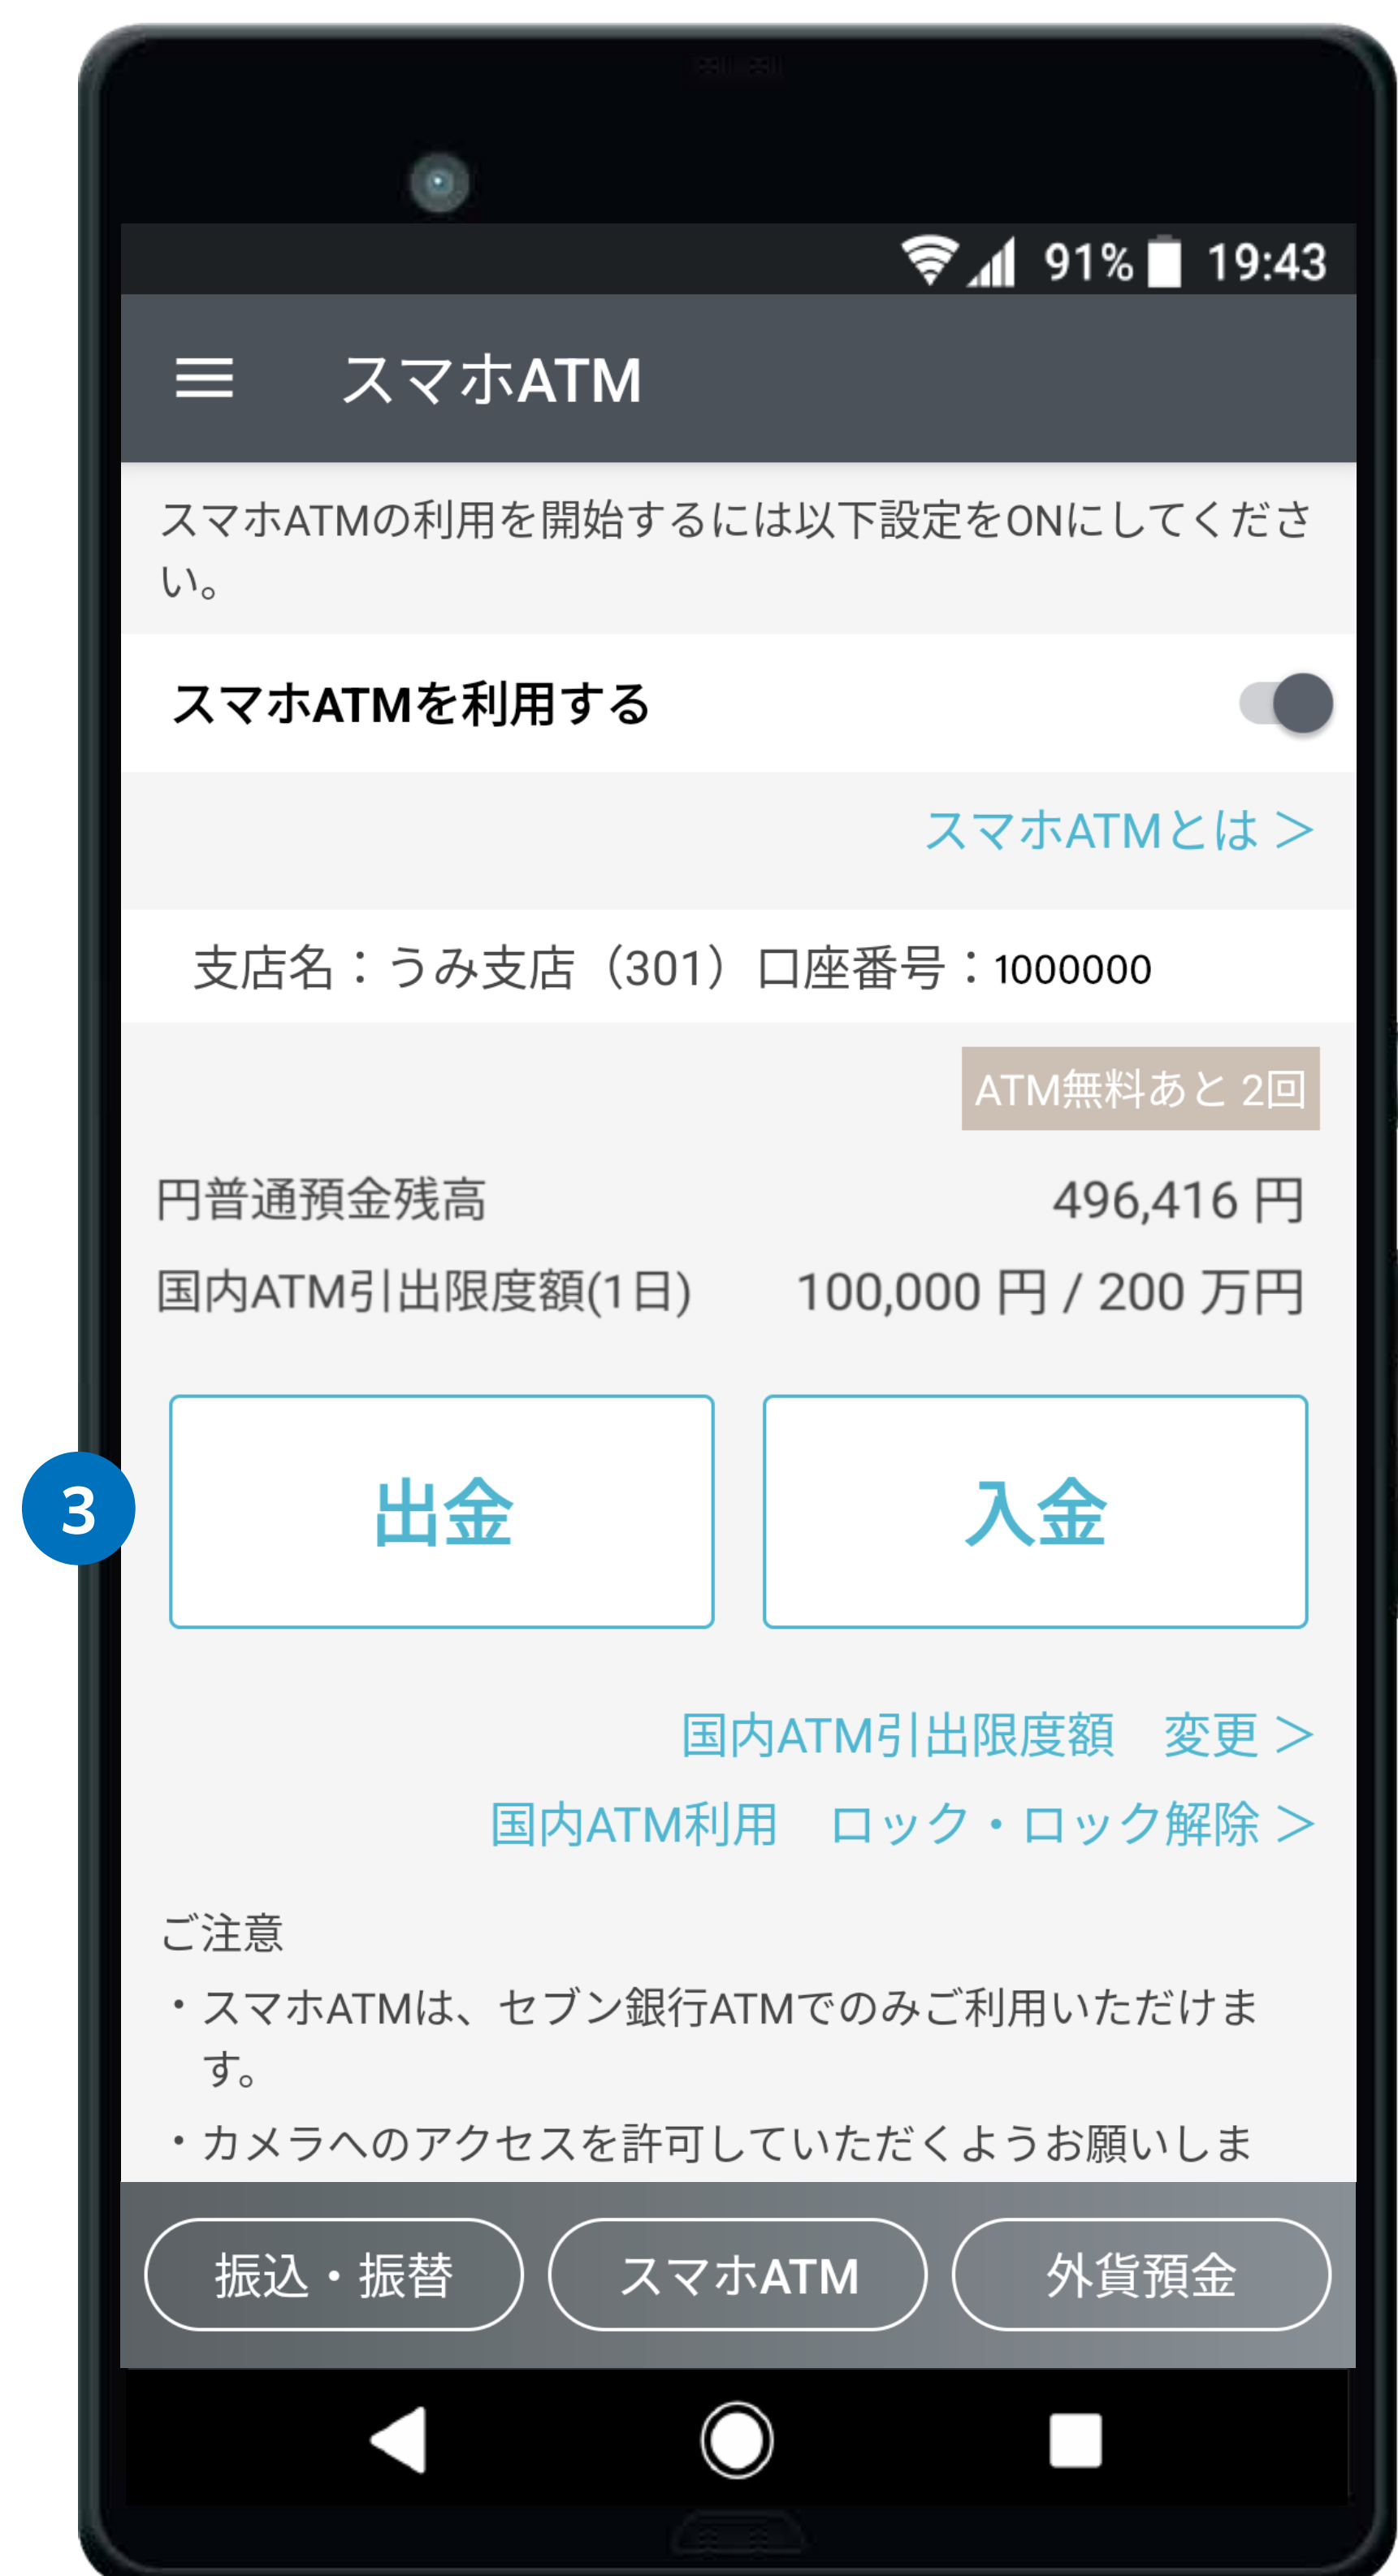 91% 19:43
スマホATM
スマホATMの利用を開始するには以下設定をONにしてくださ
い。
スマホATMを利用する
スマホATMとは ＞
支店名：うみ支店（301）口座番号：1000000
ATM無料あと 2回
円普通預金残高 496,416 円
国内ATM引出限度額(1日) 100,000 円 / 200 万円
3
出金 入金
国内ATM引出限度額　変更 ＞
国内ATM利用　ロック・ロック解除 ＞
ご注意
・スマホATMは、セブン銀行ATMでのみご利用いただけま
す。
・カメラへのアクセスを許可していただくようお願いしま
振込・振替 スマホATM 外貨預金